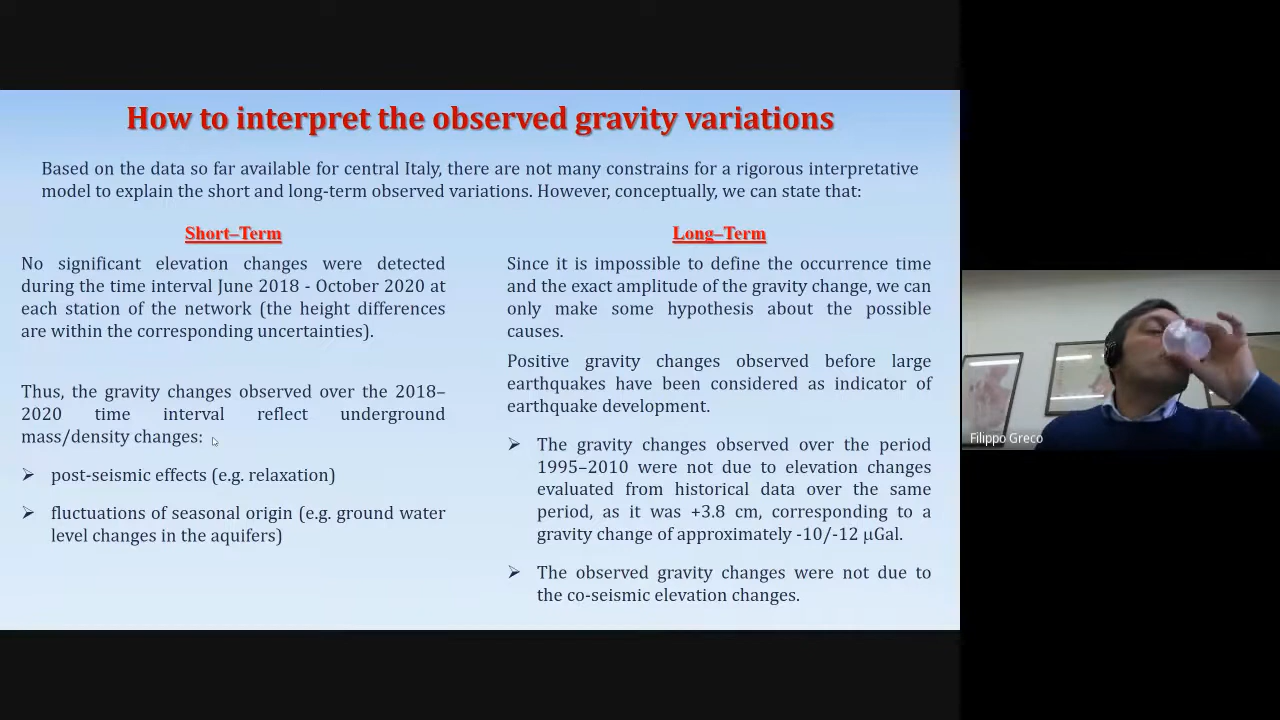 How to interpret the observed gravity variations
Based on the data so far available for central Italy, there are not many constrains for a rigorous interpretative
model to explain the short and long-term observed variations. However, conceptually, we can state that:
Short–Term
No significant elevation changes were detected
during the time interval June 2018 - October 2020 at
each station of the network (the height differences
are within the corresponding uncertainties).
Thus, the gravity changes observed over the 2018–
2020 time interval reflect underground
mass/density changes:
➢ post-seismic effects (e.g. relaxation)
➢ fluctuations of seasonal origin (e.g. ground water
level changes in the aquifers)
Long–Term
Since it is impossible to define the occurrence time
and the exact amplitude of the gravity change, we can
only make some hypothesis about the possible
causes.
Positive gravity changes observed before large
earthquakes have been considered as indicator of
earthquake development.
➢ The gravity changes observed over the period
1995–2010 were not due to elevation changes
evaluated from historical data over the same
period, as it was +3.8 cm, corresponding to a
gravity change of approximately -10/-12 μGal.
➢ The observed gravity changes were not due to
the co-seismic elevation changes.
Filippo Greco